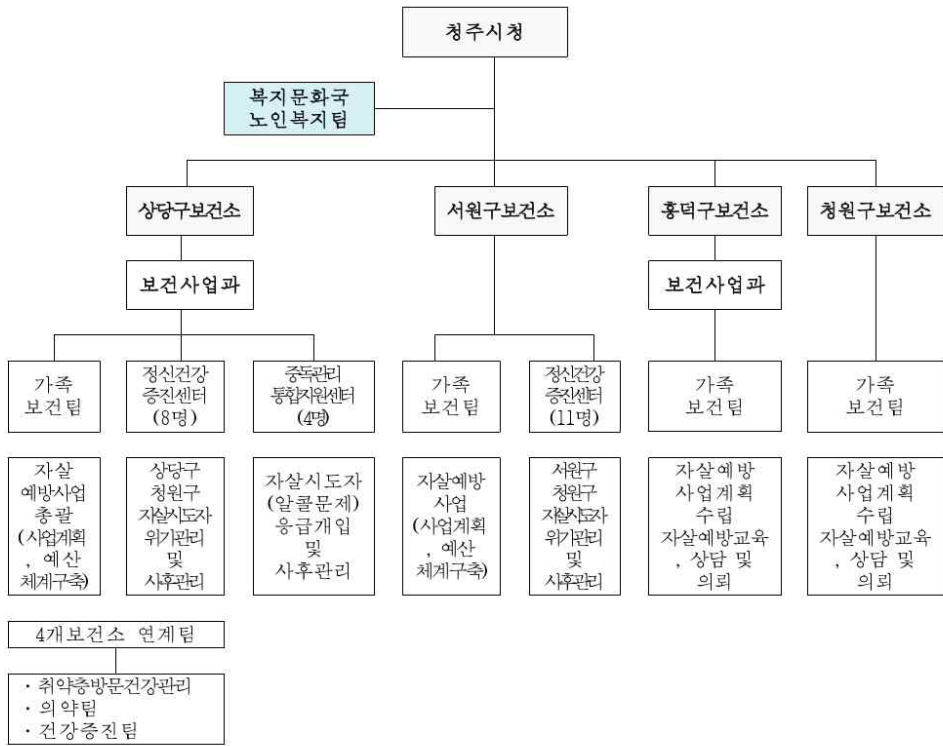 청주시청
복지문화국
노인복지팀
상당구보건소
서원구보건소
흥덕구보건소
청원구보건소
보건사업과
보건사업과
가족
보건팀
정신건강
증진센터
(8명)
중독관리
통합지원센터
(4명)
가족
보건팀
정신건강
증진센터
(11명)
가족
보건팀
가족
보건팀
자살
예방사업
총괄
(사업계획
, 예산
체계구축)
상당구
청원구
자살시도자
위기관리
및
사후관리
자살시도자
(알콜문제)
응급개입
및
사후관리
자살예방
사업
(사업계획
, 예산
체계구축)
서원구
청원구
자살시도자
위기관리
및
사후관리
자살예방
사업계획
수립
자살예방교육
, 상담 및
의뢰
자살예방
사업계획
수립
자살예방교육
, 상담 및
의뢰
4개보건소 연계팀
· 취약층방문건강관리
· 의약팀
· 건강증진팀